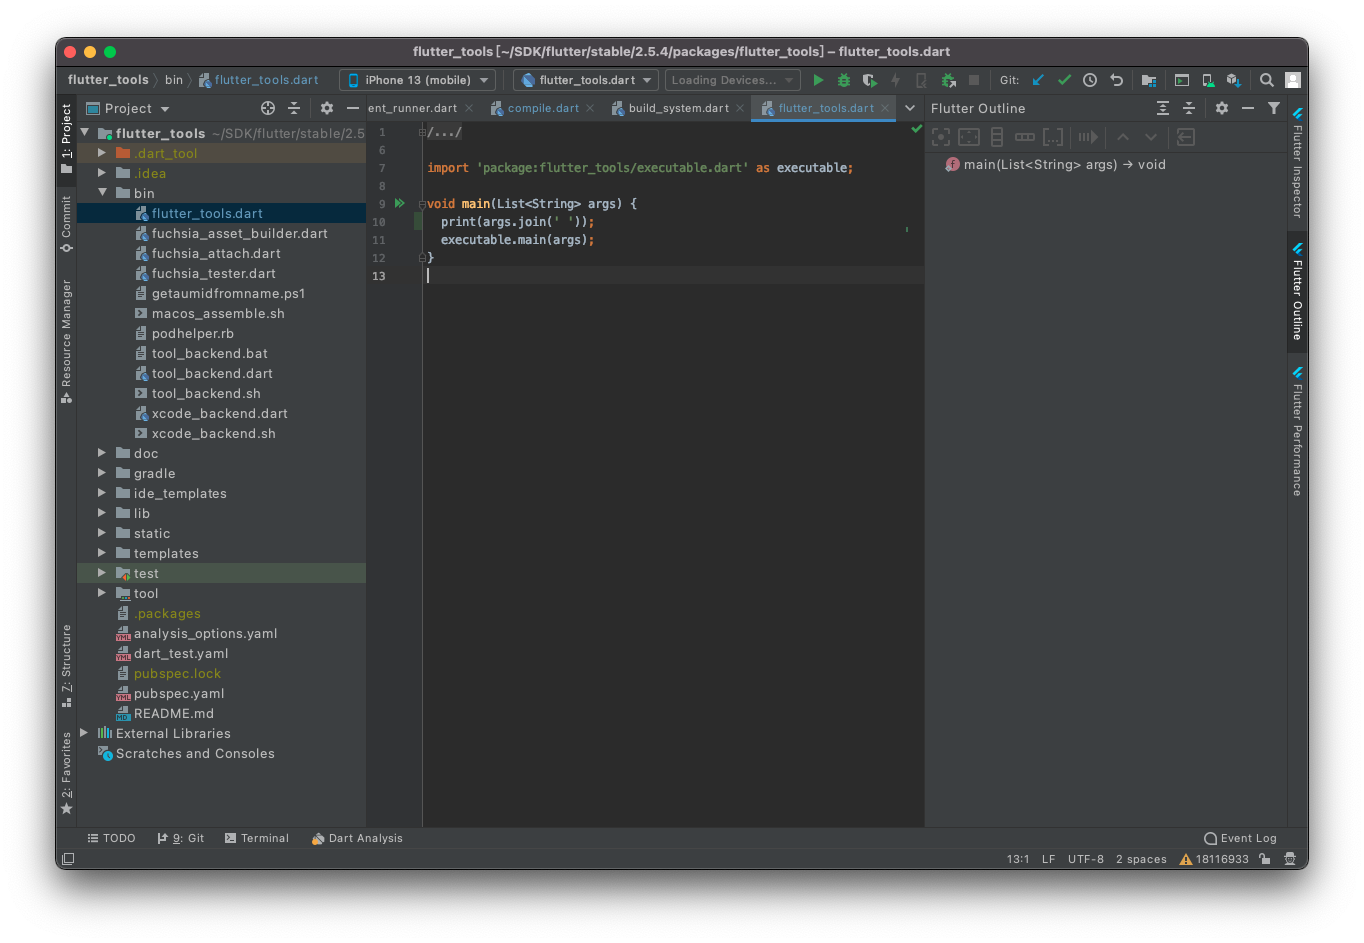 flutter_tools [~/SDK/flutter/stable/2.5.4/packages/flutter_tools] – flutter_tools.dart
flutter_tools bin flutter_tools.dart iPhone 13 (mobile) flutter_tools.dart Loading Devices... Git:
1: Project
Commit
Resource Manager
Z: Structure
2: Favorites
Project
flutter_tools ~/SDK/flutter/stable/2.5
.dart_tool
.idea
bin
flutter_tools.dart
fuchsia_asset_builder.dart
fuchsia_attach.dart
fuchsia_tester.dart
getaumidfromname.ps1
macos_assemble.sh
podhelper.rb
tool_backend.bat
tool_backend.dart
tool_backend.sh
xcode_backend.dart
xcode_backend.sh
doc
gradle
ide_templates
lib
static
templates
test
tool
.packages
analysis_options.yaml
dart_test.yaml
pubspec.lock
pubspec.yaml
README.md
External Libraries
Scratches and Consoles
ent_runner.dart compile.dart build_system.dart flutter_tools.dart
1 /.../
6
7 import 'package:flutter_tools/executable.dart' as executable;
8
9 void main(List<String> args) {
10 print(args.join(' '));
11 executable.main(args);
12 }
13
Flutter Outline
main(List<String> args) → void
Flutter Inspector
Flutter Outline
Flutter Performance
TODO 9: Git Terminal Dart Analysis Event Log
13:1 LF UTF-8 2 spaces 18116933